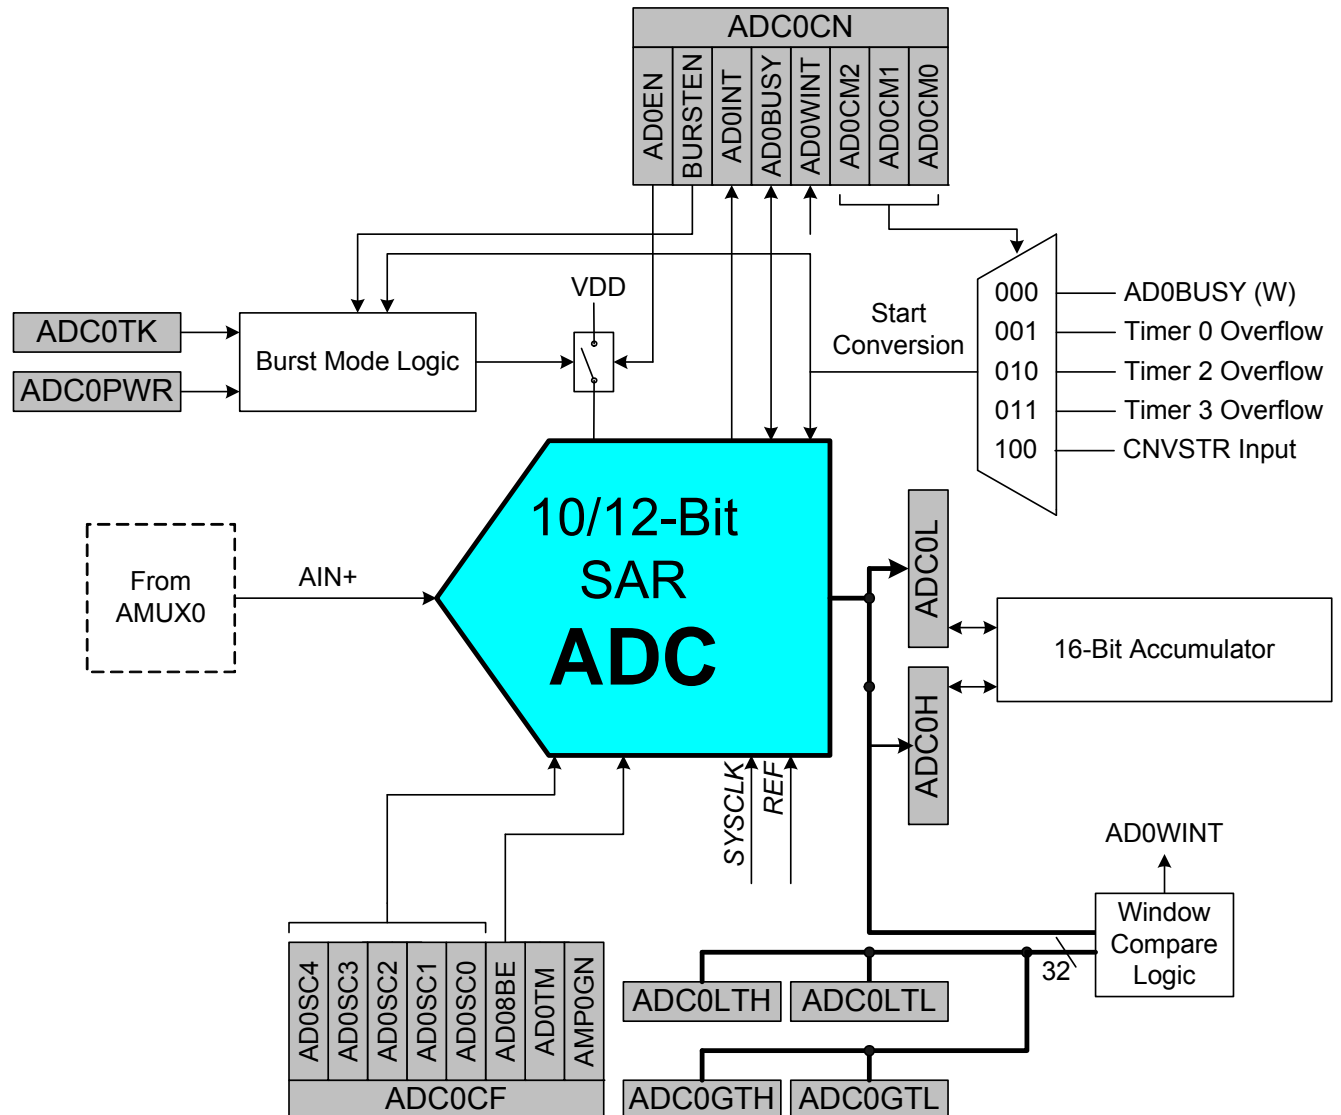 ADC0CN
AD0EN
BURSTEN
AD0INT
AD0BUSY
AD0WINT
AD0CM2
AD0CM1
AD0CM0
VDD
Start
Conversion
000
001
010
011
100
AD0BUSY (W)
Timer 0 Overflow
Timer 2 Overflow
Timer 3 Overflow
CNVSTR Input
ADC0TK
ADC0PWR
Burst Mode Logic
From
AMUX0
AIN+
10/12-Bit
SAR
ADC
ADC0L
ADC0H
16-Bit Accumulator
SYSCLK
REF
AD0WINT
Window
Compare
Logic
32
AD0SC4
AD0SC3
AD0SC2
AD0SC1
AD0SC0
AD08BE
AD0TM
AMP0GN
ADC0CF
ADC0LTH
ADC0LTL
ADC0GTH
ADC0GTL